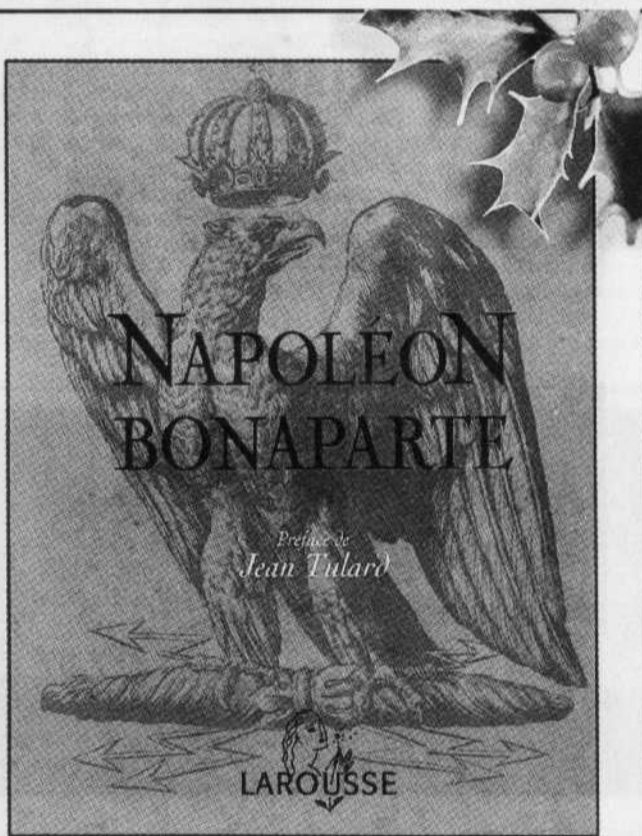 NAPOLÉON
BONAPARTE
Préface de
Jean Tulard
LAROUSSE